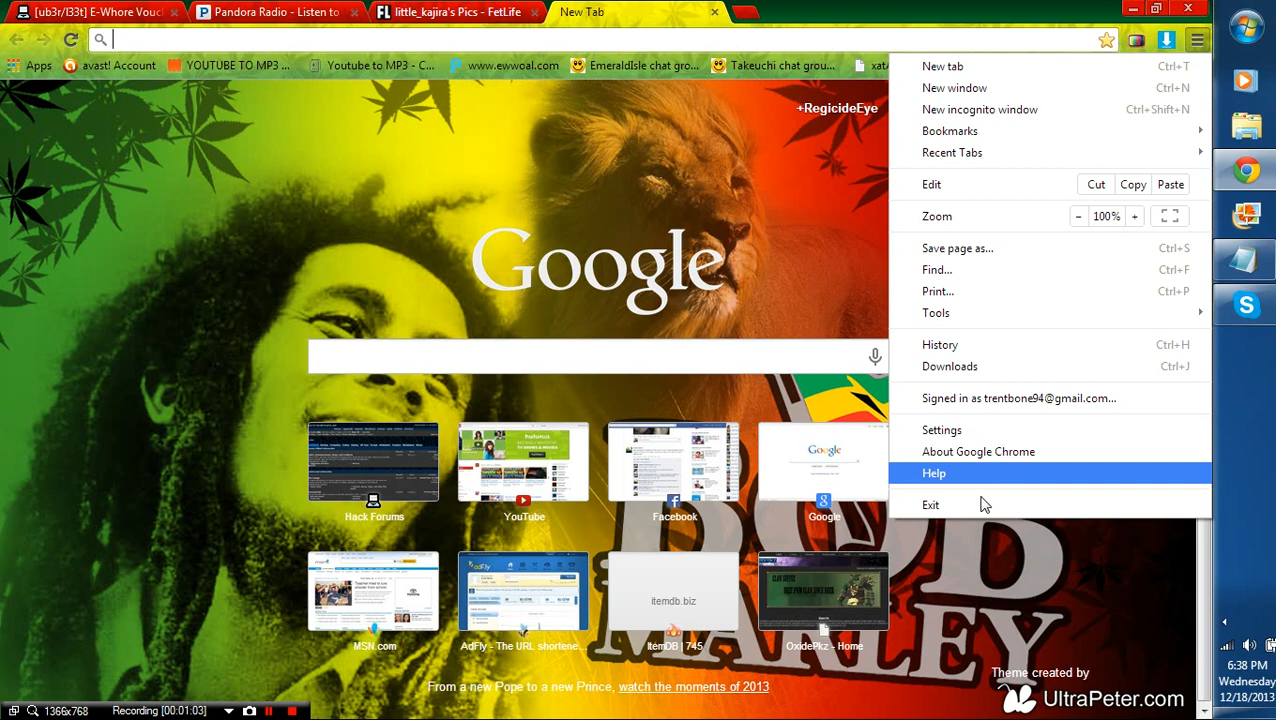 [ub3r/l33t] E-Whore Vouc
Pandora Radio - Listen to
little_kajira's Pics - FetLife
New Tab
Apps
avast! Account
YOUTUBE TO MP3 ...
Youtube to MP3 - C...
www.ewwoal.com
EmeraldIsle chat gro...
Takeuchi chat grou...
xatA
+RegicideEye
New tab Ctrl+T
New window Ctrl+N
New incognito window Ctrl+Shift+N
Bookmarks
Recent Tabs
Edit Cut Copy Paste
Zoom - 100% +
Save page as... Ctrl+S
Find... Ctrl+F
Print... Ctrl+P
Tools
History Ctrl+H
Downloads Ctrl+J
Signed in as trentbone94@gmail.com...
Settings
About Google Chrome
Help
Exit
Google
Hack Forums
YouTube
Facebook
Google
itemdb.biz
MSN.com
AdFly - The URL shortene...
ItemDB | 745
OxidePkz - Home
BOB
MARLEY
From a new Pope to a new Prince, watch the moments of 2013
Theme created by
UltraPeter.com
6:38 PM
Wednesday
12/18/2013
1366x768 Recording [00:01:03]